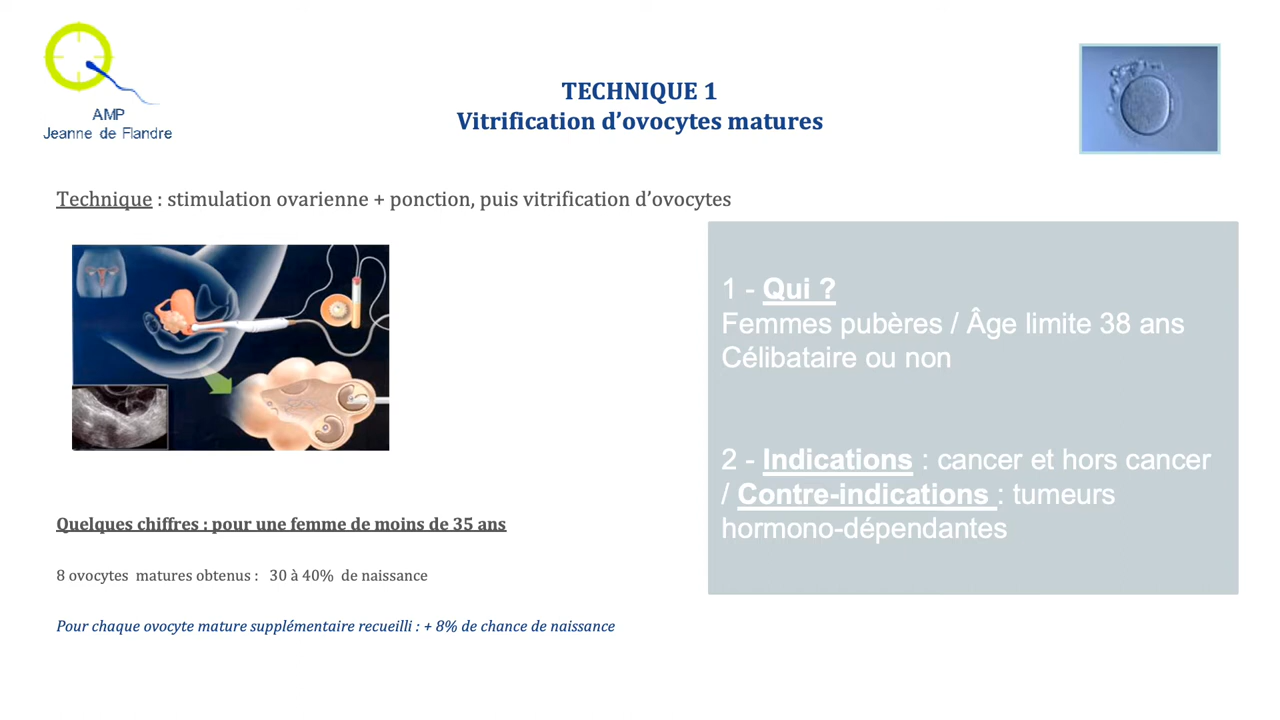 AMP
Jeanne de Flandre
TECHNIQUE 1
Vitrification d’ovocytes matures
Technique : stimulation ovarienne + ponction, puis vitrification d’ovocytes
1 - Qui ?
Femmes pubères / Âge limite 38 ans
Célibataire ou non
2 - Indications : cancer et hors cancer
/ Contre-indications : tumeurs
hormono-dépendantes
Quelques chiffres : pour une femme de moins de 35 ans
8 ovocytes matures obtenus : 30 à 40% de naissance
Pour chaque ovocyte mature supplémentaire recueilli : + 8% de chance de naissance